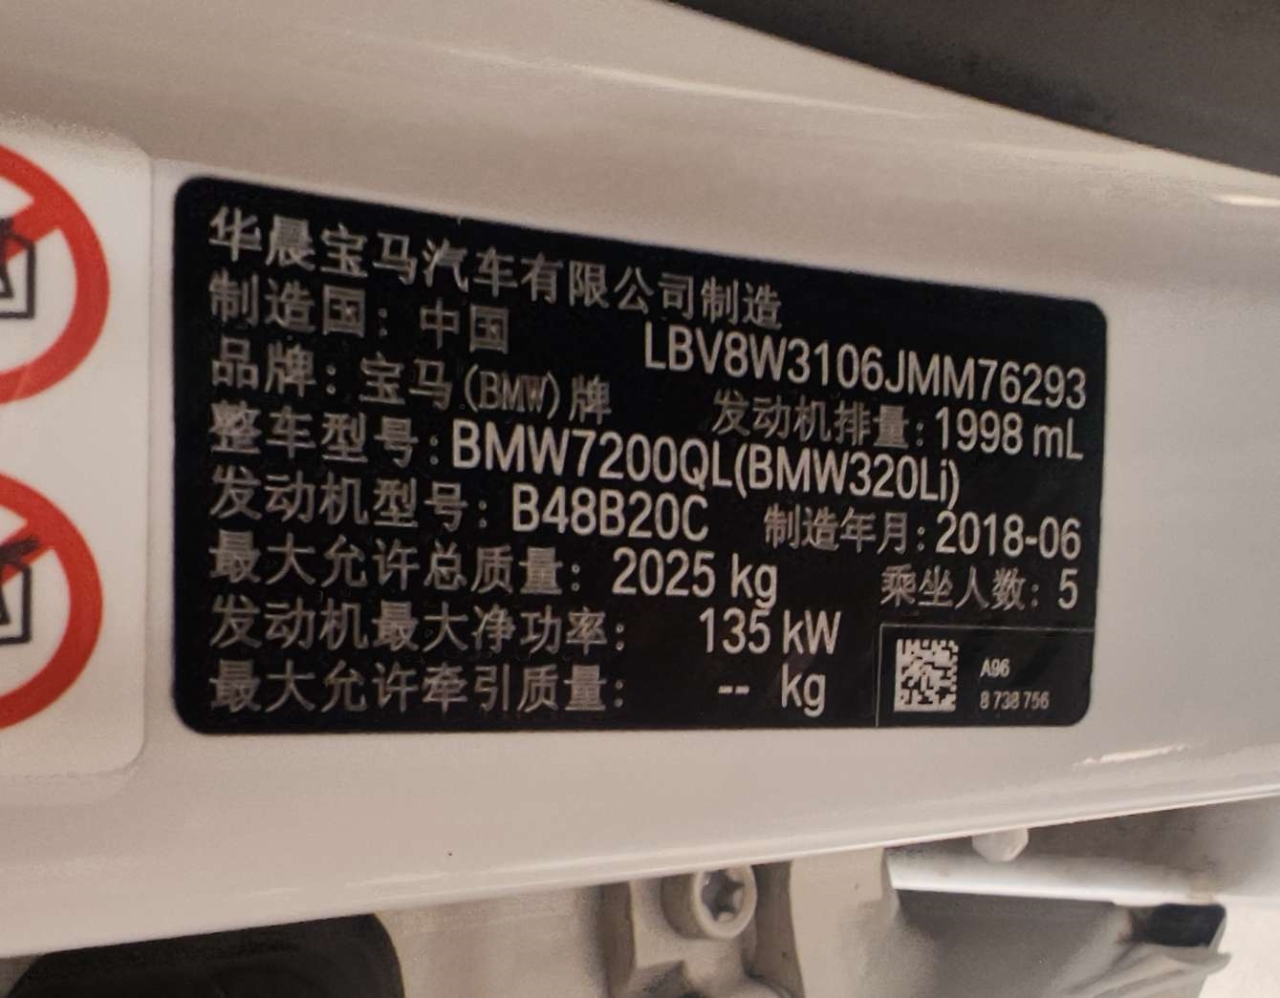 华晨宝马汽车有限公司制造
制造国：中国 LBV8W3106JMM76293
品牌：宝马(BMW)牌 发动机排量：1998 mL
整车型号：BMW7200QL(BMW320Li)
发动机型号：B48B20C 制造年月：2018-06
最大允许总质量：2025 kg 乘坐人数：5
发动机最大净功率：135 kW
最大允许牵引质量：-- kg
A96
8 738 756